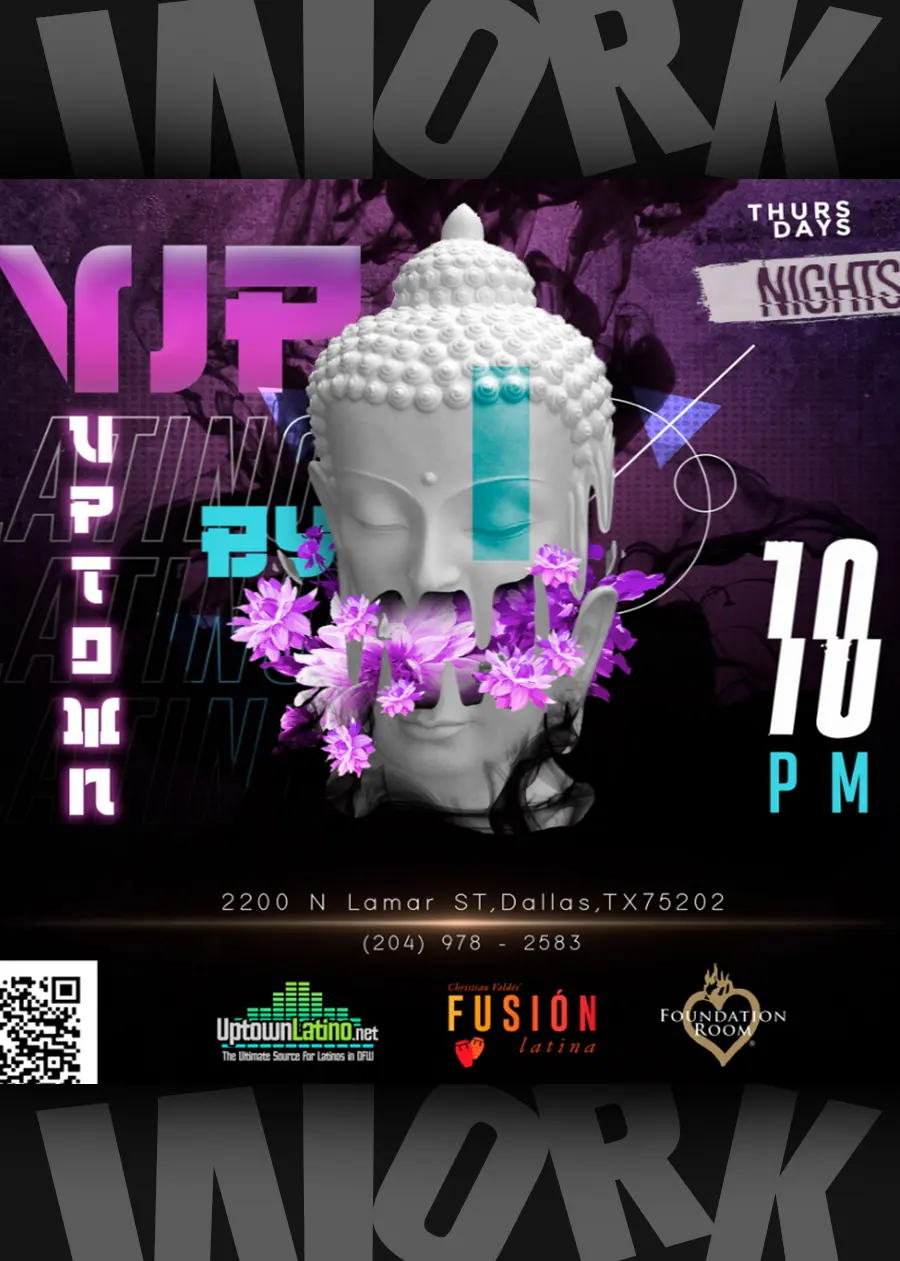 WORK
THURS
DAYS
NIGHTS
VIP
LATINO
UPTOWN
BY
LATINO
LATINO
10
PM
2200 N Lamar ST,Dallas,TX75202
(204) 978 - 2583
UptownLatino.net
The Ultimate Source For Latinos in DFW
Christian Valdés'
FUSIÓN
latina
FOUNDATION
ROOM®
WORK